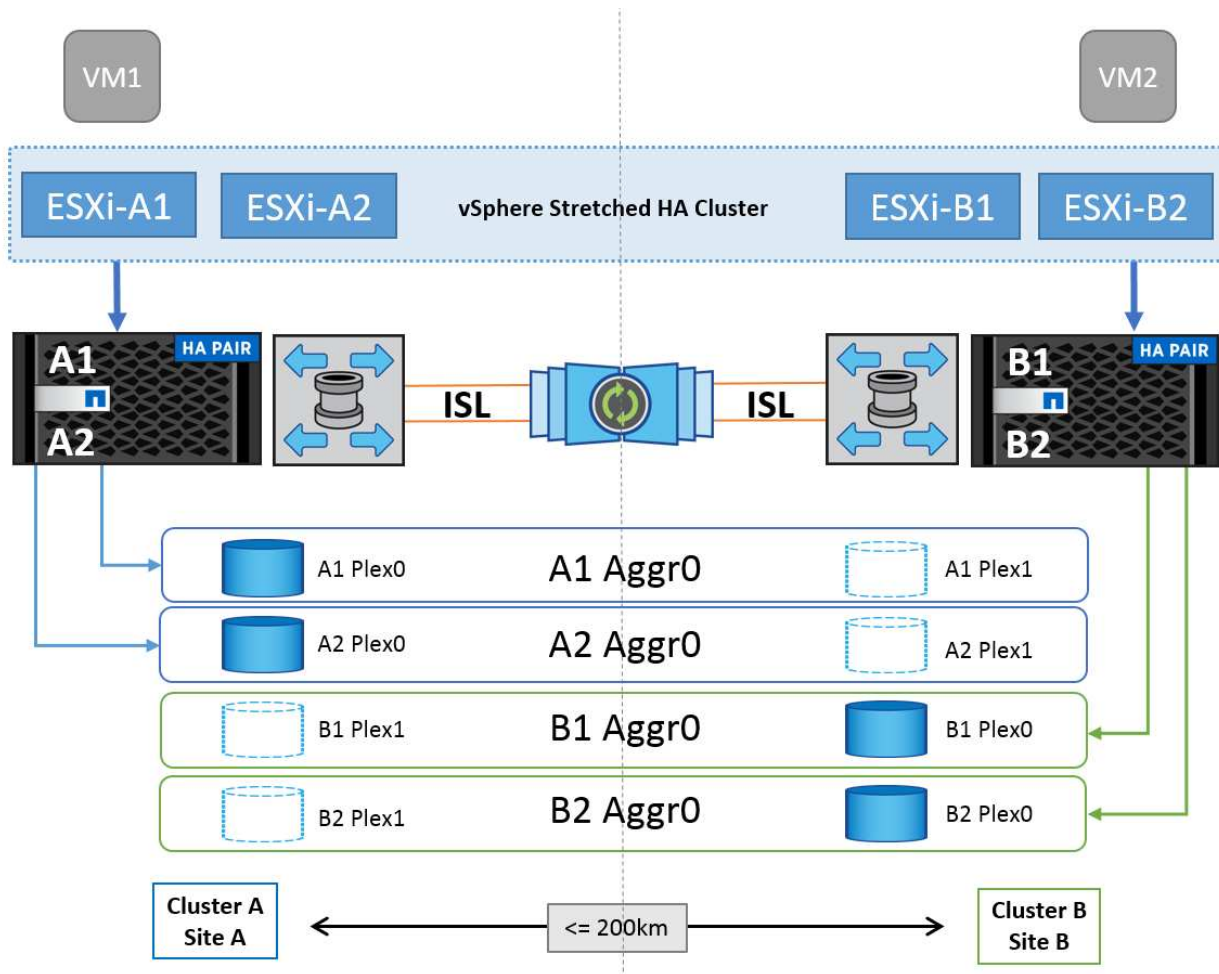 VM1
VM2
ESXi-A1
ESXi-A2
vSphere Stretched HA Cluster
ESXi-B1
ESXi-B2
A1
HA PAIR
A2
ISL
ISL
B1
HA PAIR
B2
A1 Plex0
A1 Aggr0
A1 Plex1
A2 Plex0
A2 Aggr0
A2 Plex1
B1 Plex1
B1 Aggr0
B1 Plex0
B2 Plex1
B2 Aggr0
B2 Plex0
Cluster A
Site A
<= 200km
Cluster B
Site B